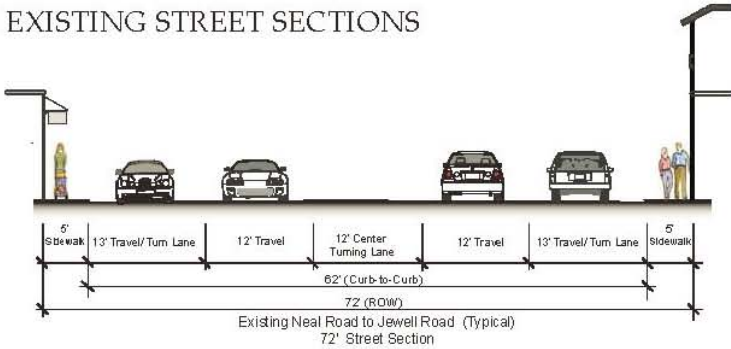 EXISTING STREET SECTIONS
5'
Sidewalk
13' Travel/Turn Lane
12' Travel
12' Center
Turning Lane
12' Travel
13' Travel/Turn Lane
5'
Sidewalk
62' (Curb-to-Curb)
72' (ROW)
Existing Neal Road to Jewell Road (Typical)
72' Street Section